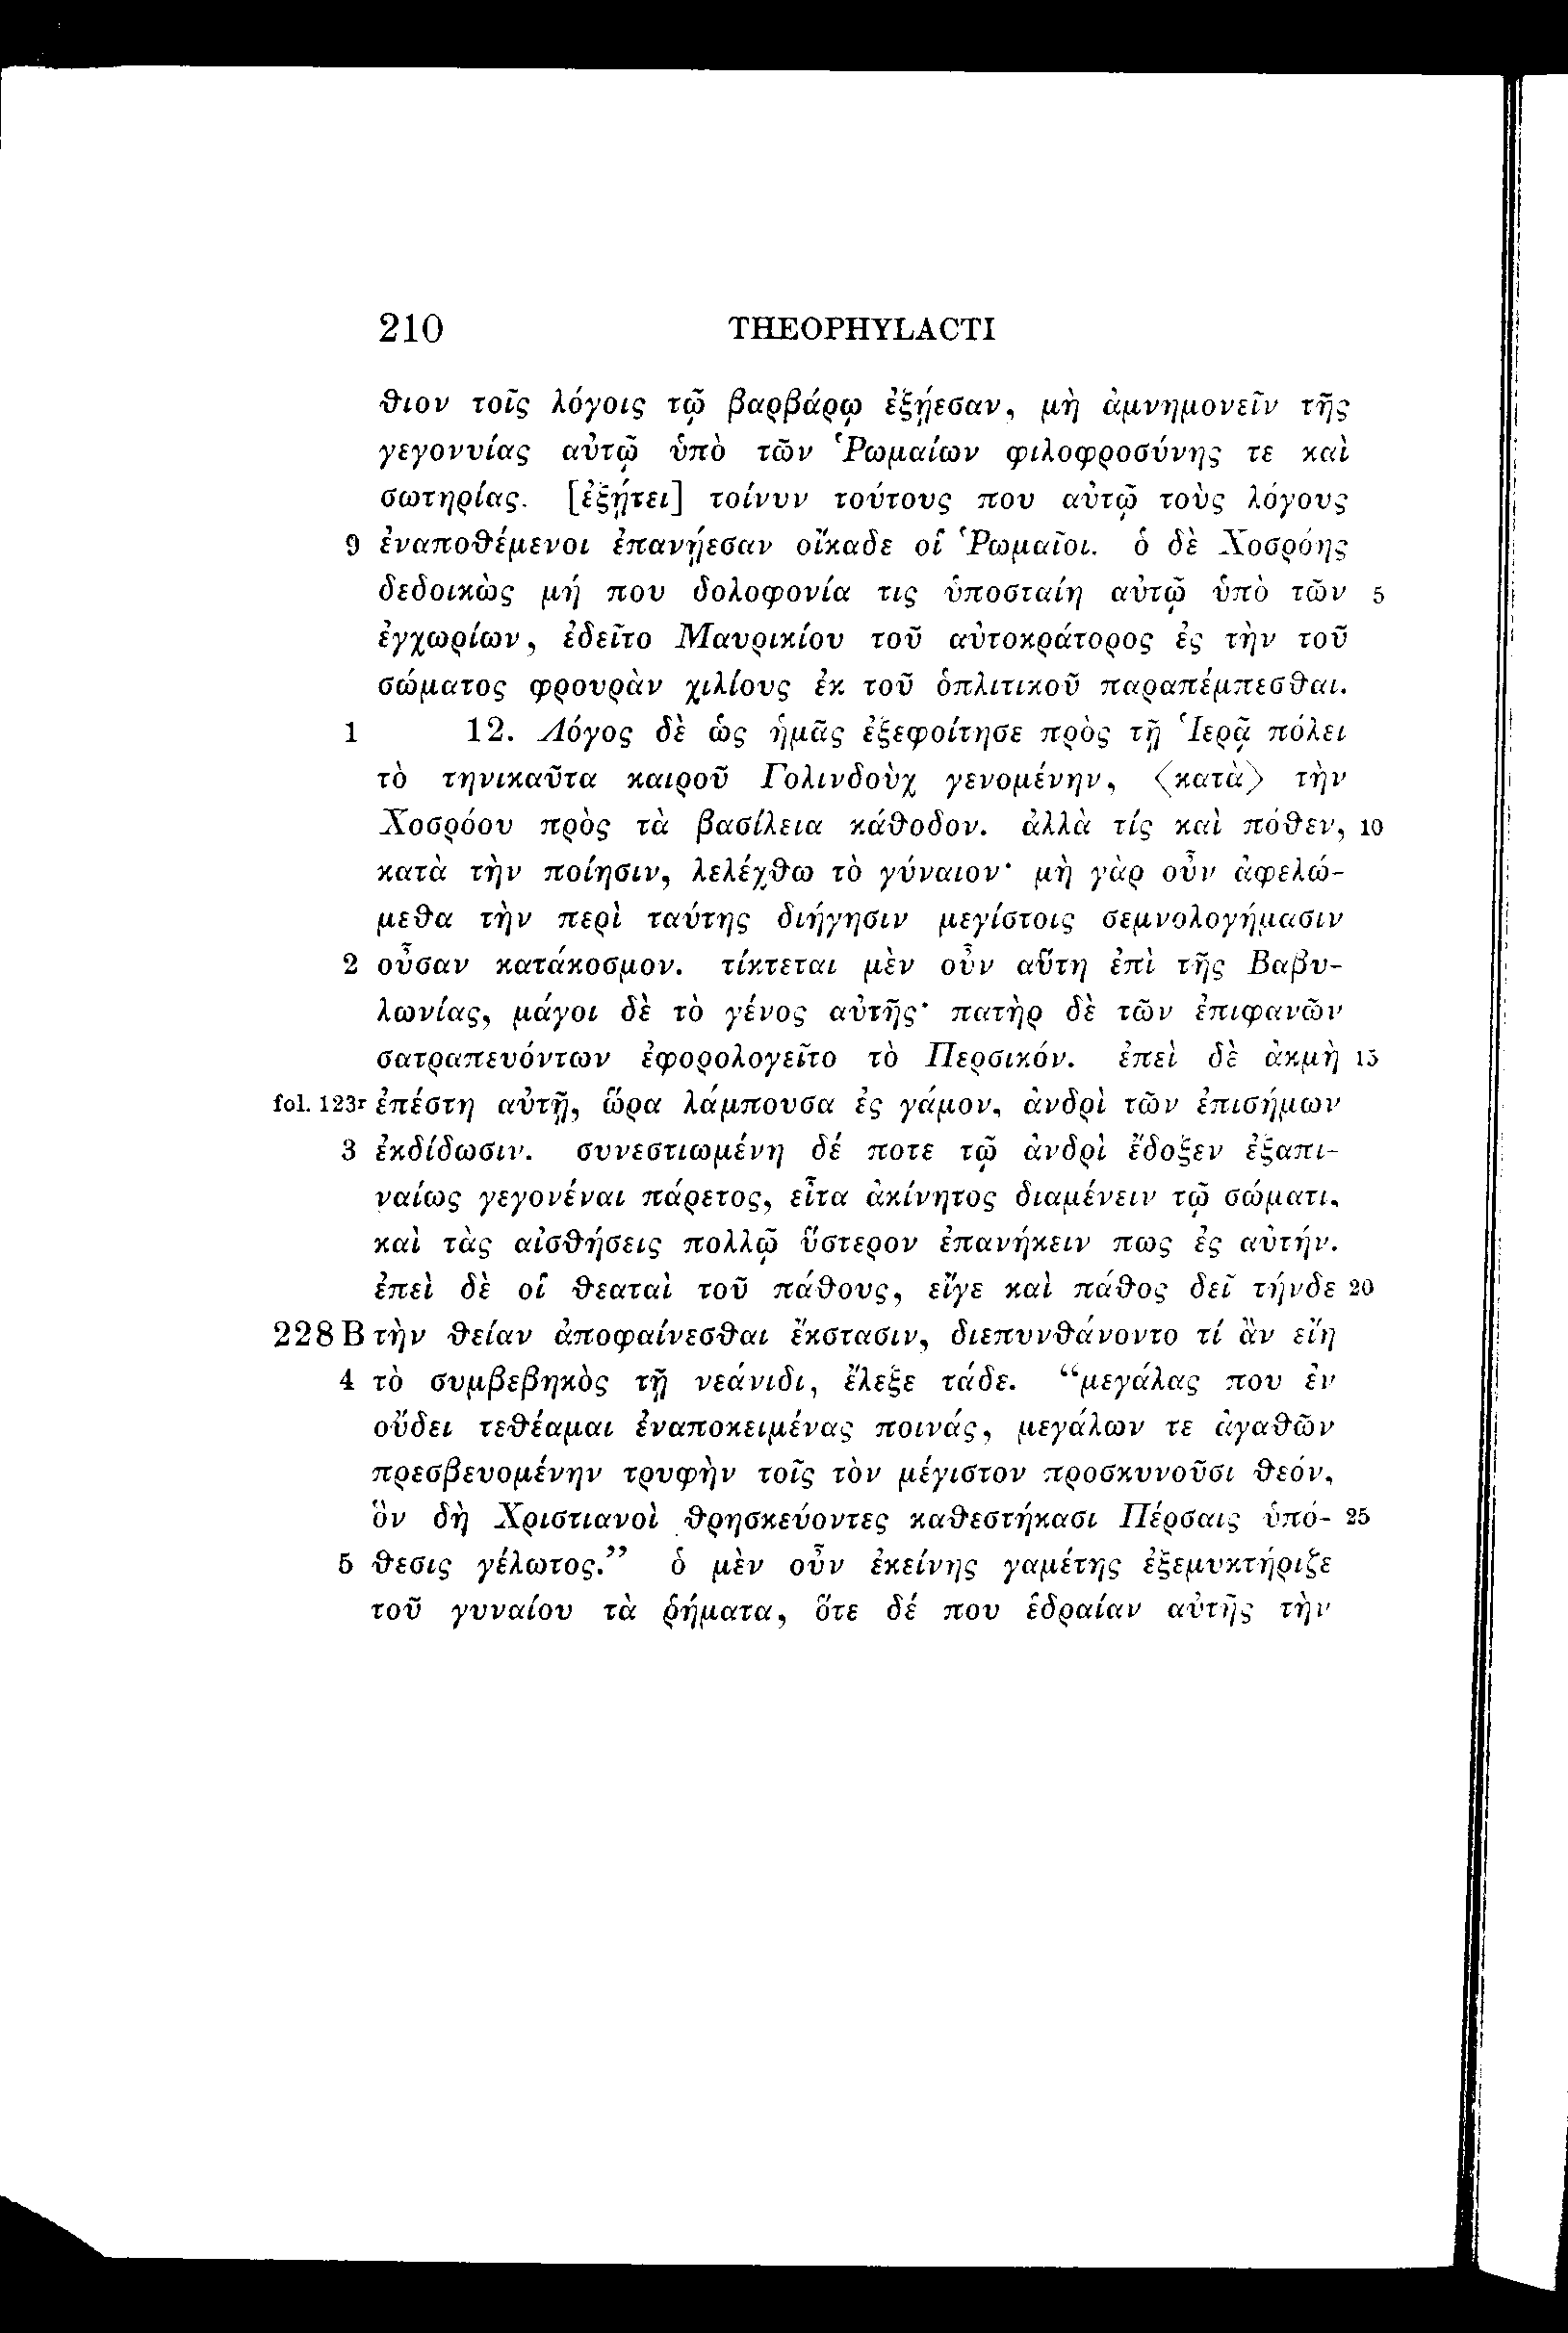 210 THEOPHYLACTI
θιον τοῖς λόγοις τῷ βαρβάρῳ ἐξῄεσαν, μὴ ἀμνημονεῖν τῆς
γεγονυίας αὐτῷ ὑπὸ τῶν Ῥωμαίων φιλοφροσύνης τε καὶ
σωτηρίας. [ἐξῄτει] τοίνυν τούτους που αὐτῷ τοὺς λόγους
9 ἐναποθέμενοι ἐπανῄεσαν οἴκαδε οἱ Ῥωμαῖοι. ὁ δὲ Χοσρόης
δεδοικὼς μή που δολοφονία τις ὑποσταίη αὐτῷ ὑπὸ τῶν 5
ἐγχωρίων, ἐδεῖτο Μαυρικίου τοῦ αὐτοκράτορος ἐς τὴν τοῦ
σώματος φρουρὰν χιλίους ἐκ τοῦ ὁπλιτικοῦ παραπέμπεσθαι.
1 12. Λόγος δὲ ὡς ἡμᾶς ἐξεφοίτησε πρὸς τῇ Ἱερᾷ πόλει
τὸ τηνικαῦτα καιροῦ Γολινδοὺχ γενομένην, ⟨κατὰ⟩ τὴν
Χοσρόου πρὸς τὰ βασίλεια κάθοδον. ἀλλὰ τίς καὶ πόθεν, 10
κατὰ τὴν ποίησιν, λελέχθω τὸ γύναιον· μὴ γὰρ οὖν ἀφελώ-
μεθα τὴν περὶ ταύτης διήγησιν μεγίστοις σεμνολογήμασιν
2 οὖσαν κατάκοσμον. τίκτεται μὲν οὖν αὕτη ἐπὶ τῆς Βαβυ-
λωνίας, μάγοι δὲ τὸ γένος αὐτῆς· πατὴρ δὲ τῶν ἐπιφανῶν
σατραπευόντων ἐφορολογεῖτο τὸ Περσικόν. ἐπεὶ δὲ ἀκμὴ 15
fol. 123r ἐπέστη αὐτῇ, ὥρα λάμπουσα ἐς γάμον, ἀνδρὶ τῶν ἐπισήμων
3 ἐκδίδωσιν. συνεστιωμένη δέ ποτε τῷ ἀνδρὶ ἔδοξεν ἐξαπι-
ναίως γεγονέναι πάρετος, εἶτα ἀκίνητος διαμένειν τῷ σώματι,
καὶ τὰς αἰσθήσεις πολλῷ ὕστερον ἐπανήκειν πως ἐς αὐτήν.
ἐπεὶ δὲ οἱ θεαταὶ τοῦ πάθους, εἴγε καὶ πάθος δεῖ τήνδε 20
228 B τὴν θείαν ἀποφαίνεσθαι ἔκστασιν, διεπυνθάνοντο τί ἂν εἴη
4 τὸ συμβεβηκὸς τῇ νεάνιδι, ἔλεξε τάδε. “μεγάλας που ἐν
οὔδει τεθέαμαι ἐναποκειμένας ποινάς, μεγάλων τε ἀγαθῶν
πρεσβευομένην τρυφὴν τοῖς τὸν μέγιστον προσκυνοῦσι θεόν,
ὃν δὴ Χριστιανοὶ θρησκεύοντες καθεστήκασι Πέρσαις ὑπό- 25
5 θεσις γέλωτος.” ὁ μὲν οὖν ἐκείνης γαμέτης ἐξεμυκτήριζε
τοῦ γυναίου τὰ ῥήματα, ὅτε δέ που ἑδραίαν αὐτῆς τὴν